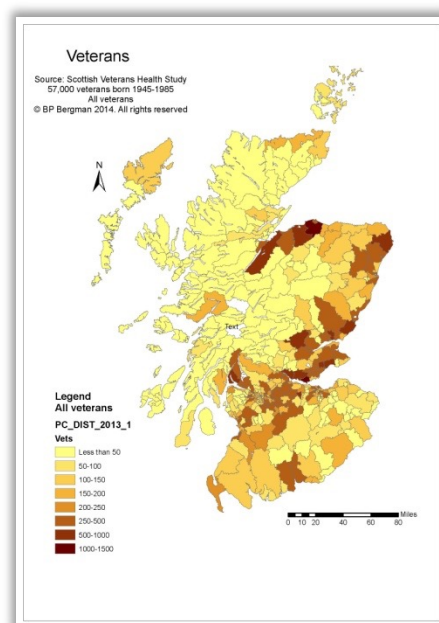 Veterans
Source: Scottish Veterans Health Study
57,000 veterans born 1945-1985
All veterans
© BP Bergman 2014. All rights reserved
N
Text
Legend
All veterans
PC_DIST_2013_1
Vets
Less than 50
50-100
100-150
150-200
200-250
250-500
500-1000
1000-1500
Miles
0 10 20 40 60 80